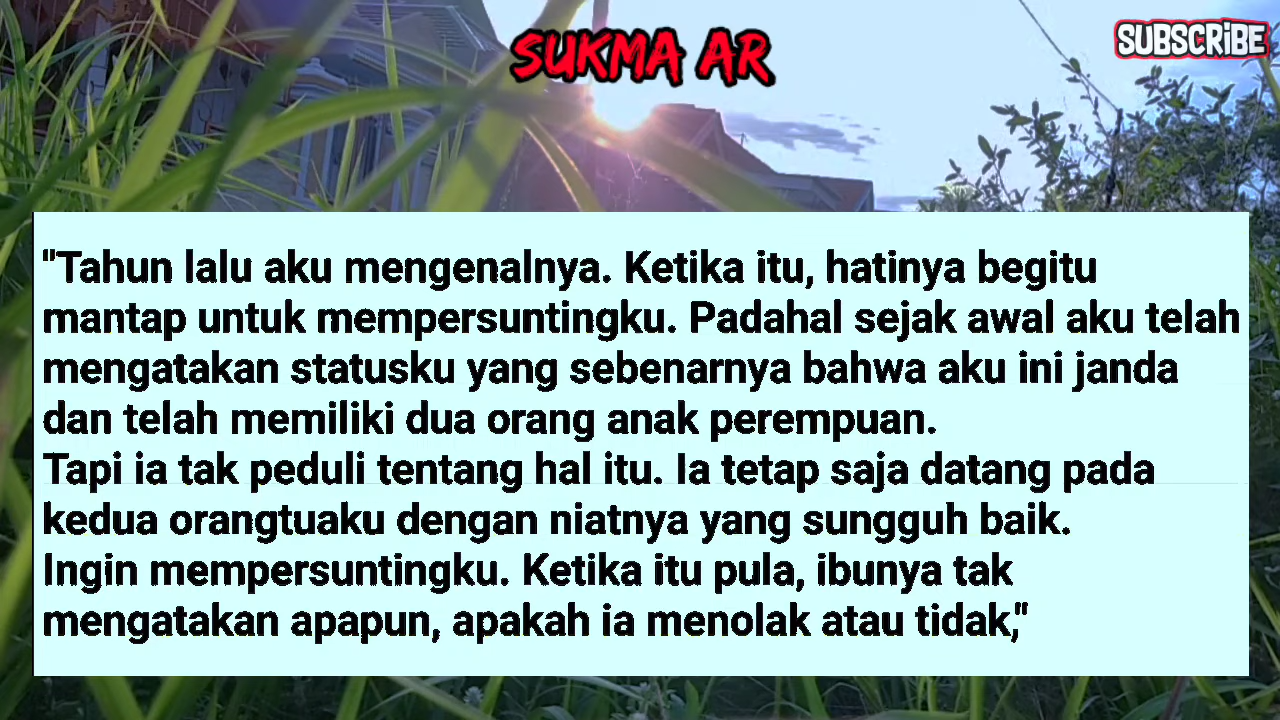 SUKMA AR
SUBSCRiBE
"Tahun lalu aku mengenalnya. Ketika itu, hatinya begitu
mantap untuk mempersuntingku. Padahal sejak awal aku telah
mengatakan statusku yang sebenarnya bahwa aku ini janda
dan telah memiliki dua orang anak perempuan.
Tapi ia tak peduli tentang hal itu. Ia tetap saja datang pada
kedua orangtuaku dengan niatnya yang sungguh baik.
Ingin mempersuntingku. Ketika itu pula, ibunya tak
mengatakan apapun, apakah ia menolak atau tidak,"